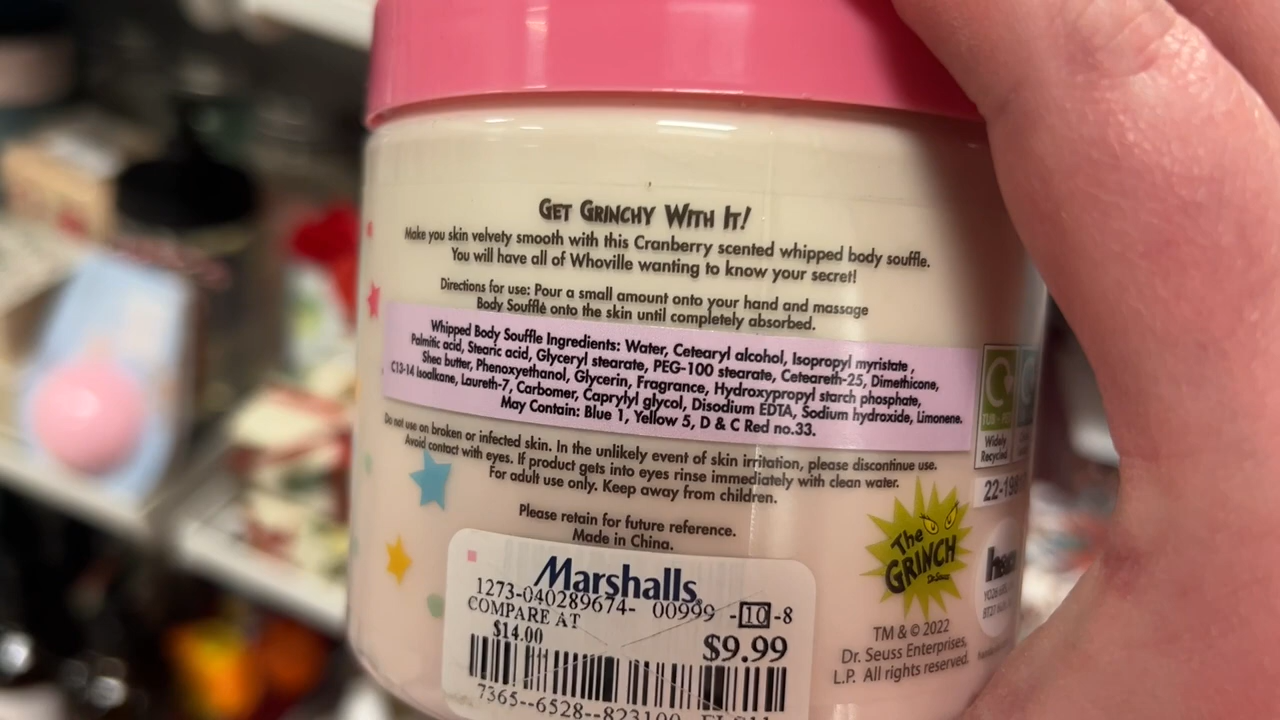 Get Grinchy With It!
Make you skin velvety smooth with this Cranberry scented whipped body souffle.
You will have all of Whoville wanting to know your secret!
Directions for use: Pour a small amount onto your hand and massage
Body Soufflé onto the skin until completely absorbed.
Whipped Body Souffle Ingredients: Water, Cetearyl alcohol, Isopropyl myristate,
Palmitic acid, Stearic acid, Glyceryl stearate, PEG-100 stearate, Ceteareth-25, Dimethicone,
Shea butter, Phenoxyethanol, Glycerin, Fragrance, Hydroxypropyl starch phosphate,
C13-14 Isoalkane, Laureth-7, Carbomer, Caprylyl glycol, Disodium EDTA, Sodium hydroxide, Limonene.
May Contain: Blue 1, Yellow 5, D & C Red no.33.
Do not use on broken or infected skin. In the unlikely event of skin irritation, please discontinue use.
Avoid contact with eyes. If product gets into eyes rinse immediately with clean water.
For adult use only. Keep away from children.
Please retain for future reference.
Made in China.
TUB - PET
Widely
Recycled
The
GRINCH
Dr. Seuss
TM & © 2022
Dr. Seuss Enterprises,
L.P. All rights reserved.
Marshalls
1273-040289674- 00999 -10-8
COMPARE AT
$14.00
$9.99
7365--6528--823100